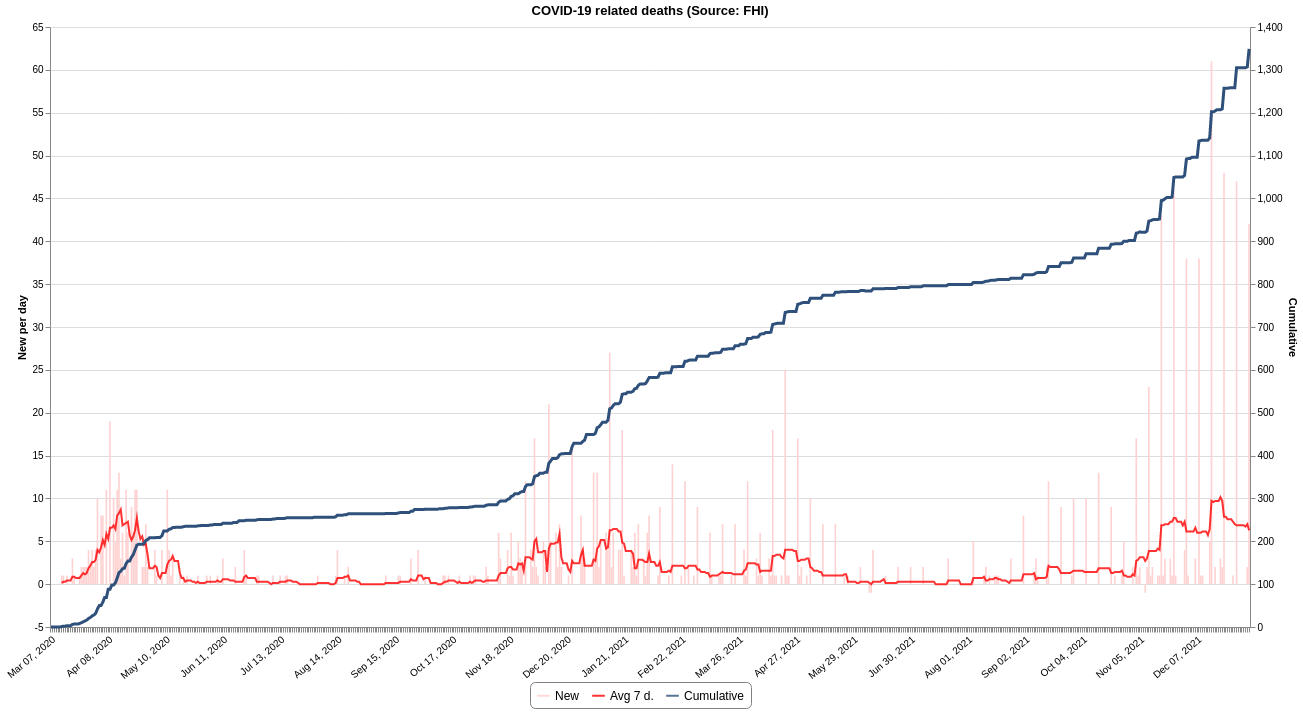 COVID-19 related deaths (Source: FHI)
65
60
55
50
45
40
35
30
25
20
15
10
5
0
-5
New per day
1,400
1,300
1,200
1,100
1,000
900
800
700
600
500
400
300
200
100
0
Cumulative
Mar 07, 2020
Apr 08, 2020
May 10, 2020
Jun 11, 2020
Jul 13, 2020
Aug 14, 2020
Sep 15, 2020
Oct 17, 2020
Nov 18, 2020
Dec 20, 2020
Jan 21, 2021
Feb 22, 2021
Mar 26, 2021
Apr 27, 2021
May 29, 2021
Jun 30, 2021
Aug 01, 2021
Sep 02, 2021
Oct 04, 2021
Nov 05, 2021
Dec 07, 2021
New Avg 7 d. Cumulative